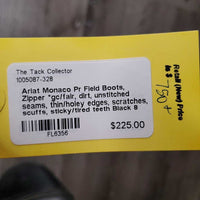 The Tack Collector
1005087-328
Ariat Monaco Pr Field Boots,
Zipper *gc/fair, dirt, unstitched
seams, thin/holey edges, scratches,
scuffs, sticky/tired teeth Black 8
$225.00
FL6356
Retail (New) Price
is $ 750+